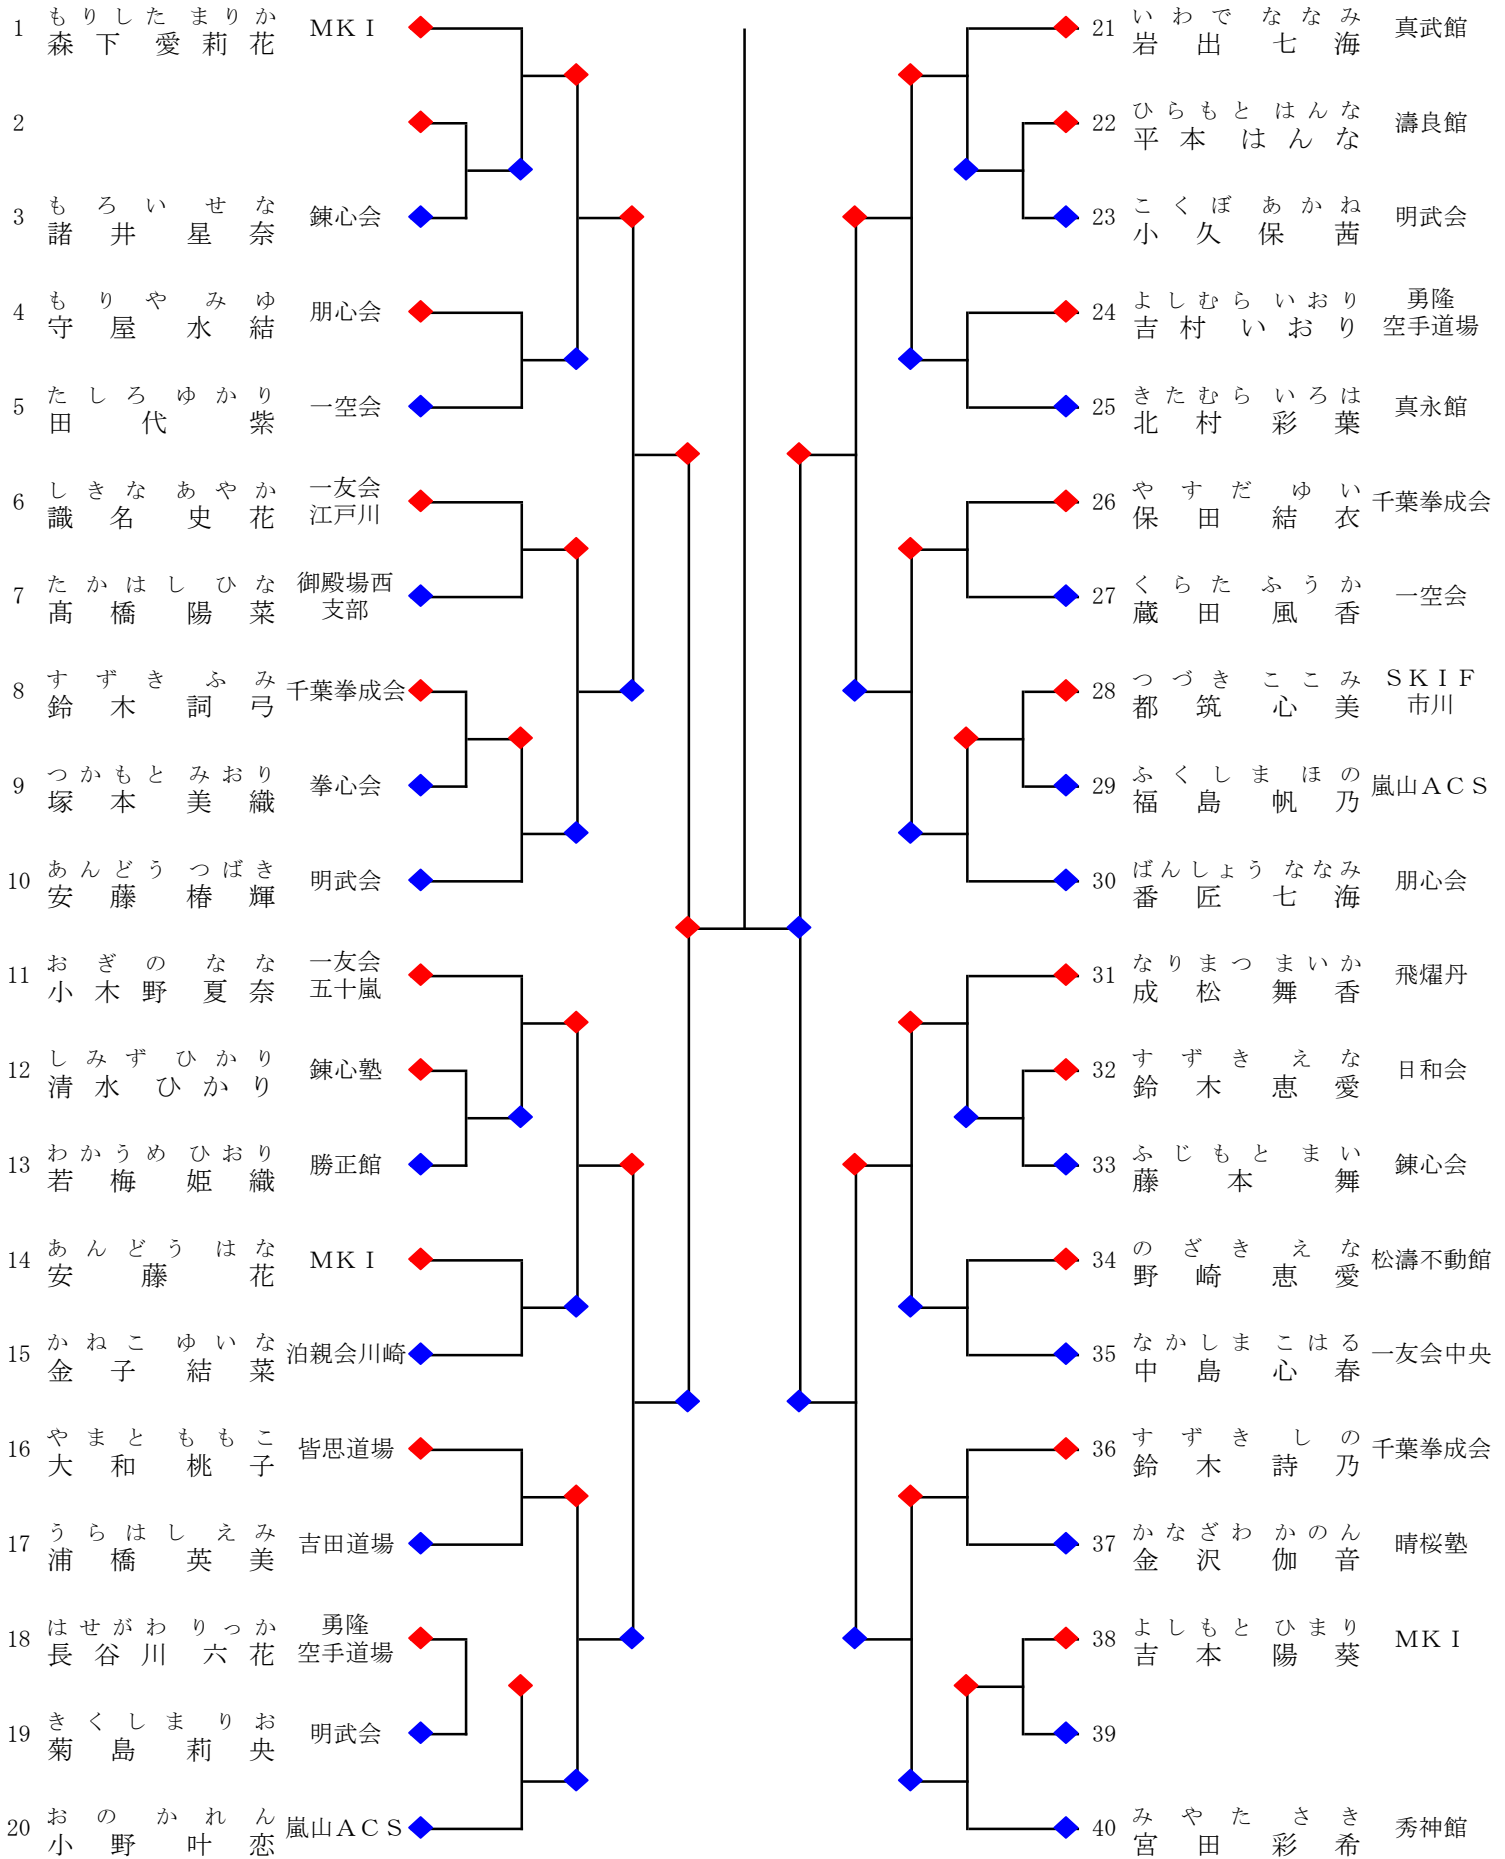 もりした まりか
1 森下 愛莉花 MKI
2
もろい せな
3 諸井 星奈 錬心会
もりや みゆ
4 守屋 水結 朋心会
たしろ ゆかり
5 田代 紫 一空会
しきな あやか 一友会
6 識名 史花 江戸川
たかはし ひな 御殿場西
7 髙橋 陽菜 支部
すずき ふみ
8 鈴木 詞弓 千葉拳成会
つかもと みおり
9 塚本 美織 拳心会
あんどう つばき
10 安藤 椿輝 明武会
おぎの なな 一友会
11 小木野 夏奈 五十嵐
しみず ひかり
12 清水 ひかり 錬心塾
わかうめ ひおり
13 若梅 姫織 勝正館
あんどう はな
14 安藤 花 MKI
かねこ ゆいな
15 金子 結菜 泊親会川崎
やまと ももこ
16 大和 桃子 皆思道場
うらはし えみ
17 浦橋 英美 吉田道場
はせがわ りっか 勇隆
18 長谷川 六花 空手道場
きくしま りお
19 菊島 莉央 明武会
おの かれん
20 小野 叶恋 嵐山ACS
いわで ななみ
21 岩出 七海 真武館
ひらもと はんな
22 平本 はんな 濤良館
こくぼ あかね
23 小久保 茜 明武会
よしむら いおり 勇隆
24 吉村 いおり 空手道場
きたむら いろは
25 北村 彩葉 真永館
やすだ ゆい
26 保田 結衣 千葉拳成会
くらた ふうか
27 蔵田 風香 一空会
つづき ここみ SKIF
28 都筑 心美 市川
ふくしま ほの
29 福島 帆乃 嵐山ACS
ばんしょう ななみ
30 番匠 七海 朋心会
なりまつ まいか
31 成松 舞香 飛燿丹
すずき えな
32 鈴木 恵愛 日和会
ふじもと まい
33 藤本 舞 錬心会
のざき えな
34 野崎 恵愛 松濤不動館
なかしま こはる
35 中島 心春 一友会中央
すずき しの
36 鈴木 詩乃 千葉拳成会
かなざわ かのん
37 金沢 伽音 晴桜塾
よしもと ひまり
38 吉本 陽葵 MKI
39
みやた さき
40 宮田 彩希 秀神館